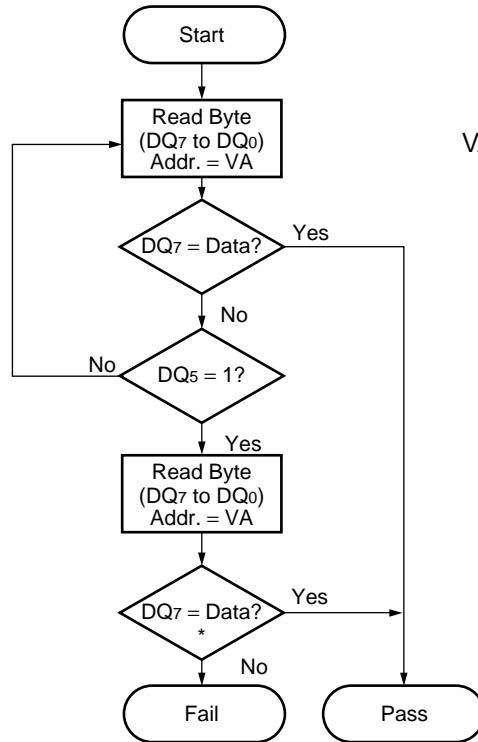 Start
Read Byte
(DQ7 to DQ0)
Addr. = VA
VA
DQ7 = Data?
Yes
No
No
DQ5 = 1?
Yes
Read Byte
(DQ7 to DQ0)
Addr. = VA
DQ7 = Data?
*
Yes
No
Fail
Pass